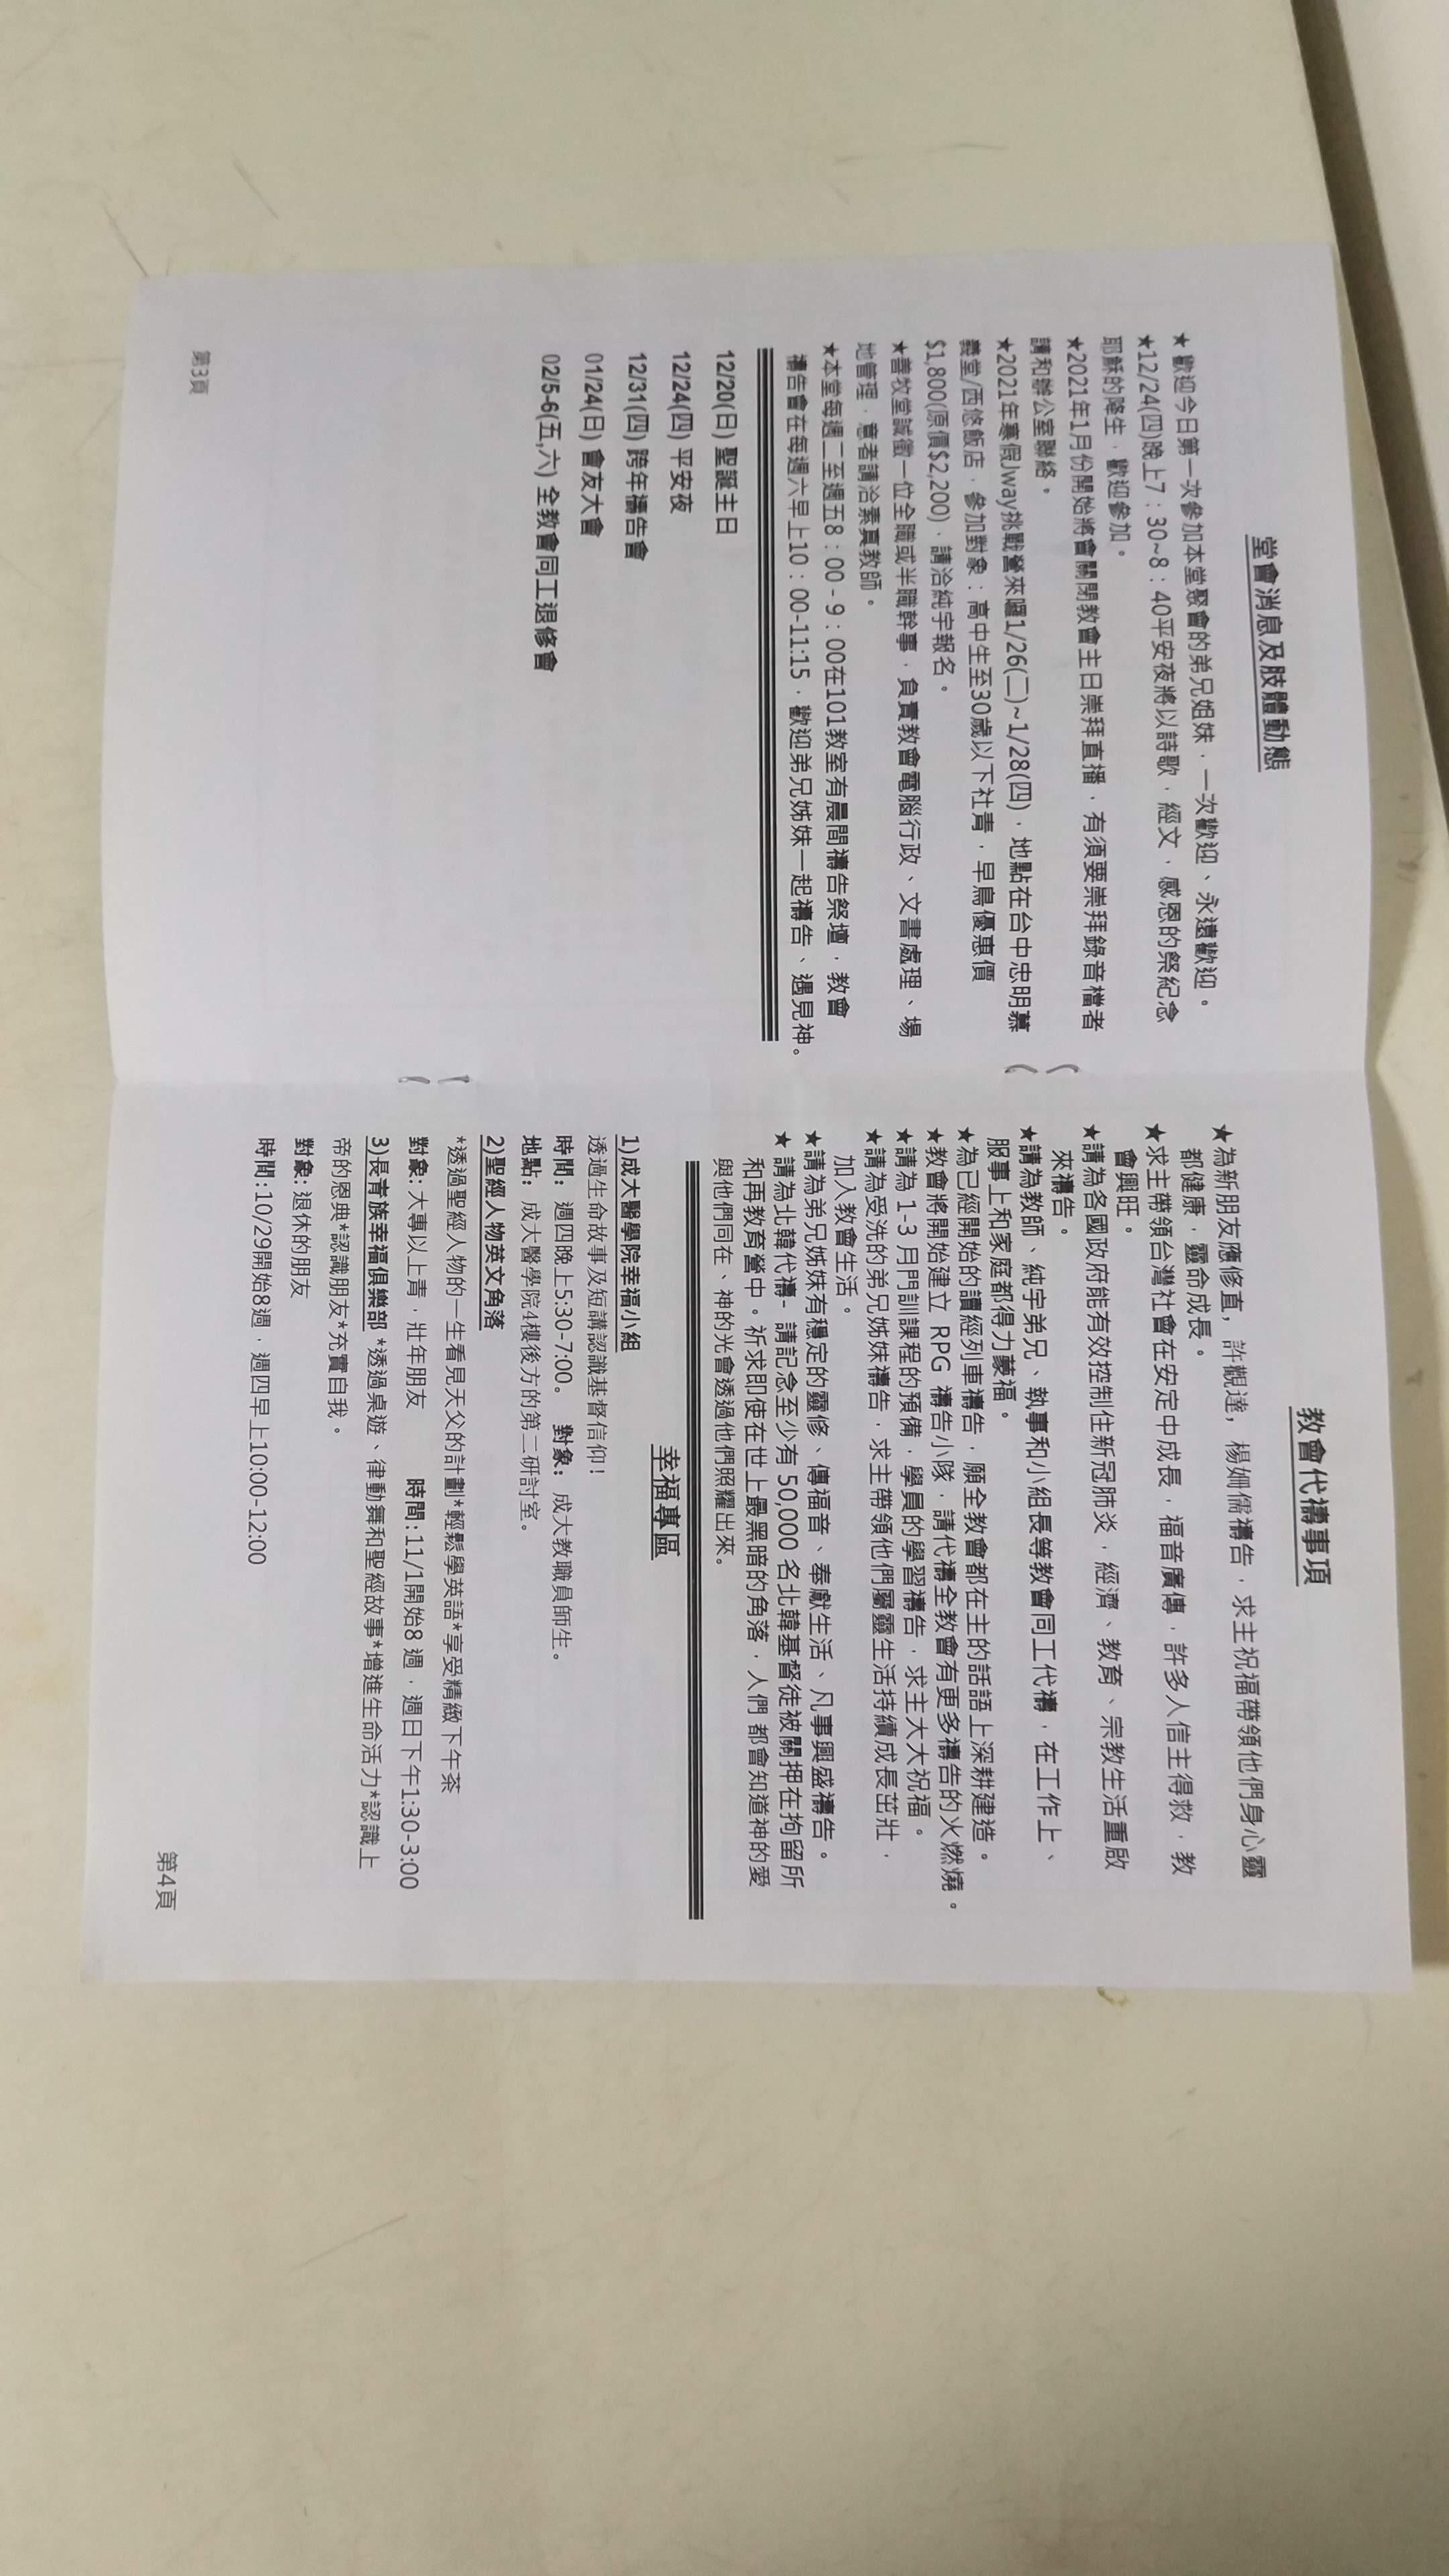 堂會消息及肢體動態
★ 歡迎今日第一次參加本堂聚會的弟兄姐妹，一次歡迎、永遠歡迎。
★12/24(四)晚上7：30~8：40平安夜將以詩歌，經文，感恩的祭紀念
耶穌的降生，歡迎參加。
★2021年1月份開始將會關閉教會主日崇拜直播，有須要崇拜錄音檔者
請和辦公室聯絡。
★2021年寒假Jway挑戰營來囉1/26(二)~1/28(四)，地點在台中忠明慕
義堂/西悠飯店，參加對象：高中生至30歲以下社青，早鳥優惠價
$1,800(原價$2,200)，請洽純宇報名。
★善牧堂誠徵一位全職或半職幹事，負責教會電腦行政、文書處理、場
地管理，意者請洽素真教師。
★本堂每週二至週五8：00-9：00在101教室有晨間禱告祭壇，教會
禱告會在每週六早上10：00-11:15，歡迎弟兄姊妹一起禱告、遇見神。
12/20(日) 聖誕主日
12/24(四) 平安夜
12/31(四) 跨年禱告會
01/24(日) 會友大會
02/5-6(五,六) 全教會同工退修會
第3頁
教會代禱事項
★為新朋友應修直，許觀達，楊姍儒禱告，求主祝福帶領他們身心靈
都健康，靈命成長。
★求主帶領台灣社會在安定中成長，福音廣傳，許多人信主得救，教
會興旺。
★請為各國政府能有效控制住新冠肺炎，經濟、教育、宗教生活重啟
來禱告。
★請為教師、純宇弟兄、執事和小組長等教會同工代禱，在工作上、
服事上和家庭都得力蒙福。
★為已經開始的讀經列車禱告，願全教會都在主的話語上深耕建造。
★教會將開始建立 RPG 禱告小隊，請代禱全教會有更多禱告的火燃燒。
★請為 1-3 月門訓課程的預備，學員的學習禱告，求主大大祝福。
★請為受洗的弟兄姊妹禱告，求主帶領他們屬靈生活持續成長茁壯，
加入教會生活。
★請為弟兄姊妹有穩定的靈修、傳福音、奉獻生活、凡事興盛禱告。
★ 請為北韓代禱- 請記念至少有 50,000 名北韓基督徒被關押在拘留所
和再教育營中。祈求即使在世上最黑暗的角落，人們 都會知道神的愛
與他們同在、神的光會透過他們照耀出來。
幸福專區
1)成大醫學院幸福小組
透過生命故事及短講認識基督信仰!
時間：週四晚上5:30-7:00。 對象：成大教職員師生。
地點：成大醫學院4樓後方的第二研討室。
2)聖經人物英文角落
*透過聖經人物的一生看見天父的計劃*輕鬆學英語*享受精緻下午茶
對象:大專以上青，壯年朋友 時間:11/1開始8 週，週日下午1:30-3:00
3)長青族幸福俱樂部 *透過桌遊、律動舞和聖經故事*增進生命活力*認識上
帝的恩典*認識朋友*充實自我。
對象:退休的朋友
時間:10/29開始8週，週四早上10:00-12:00
第4頁